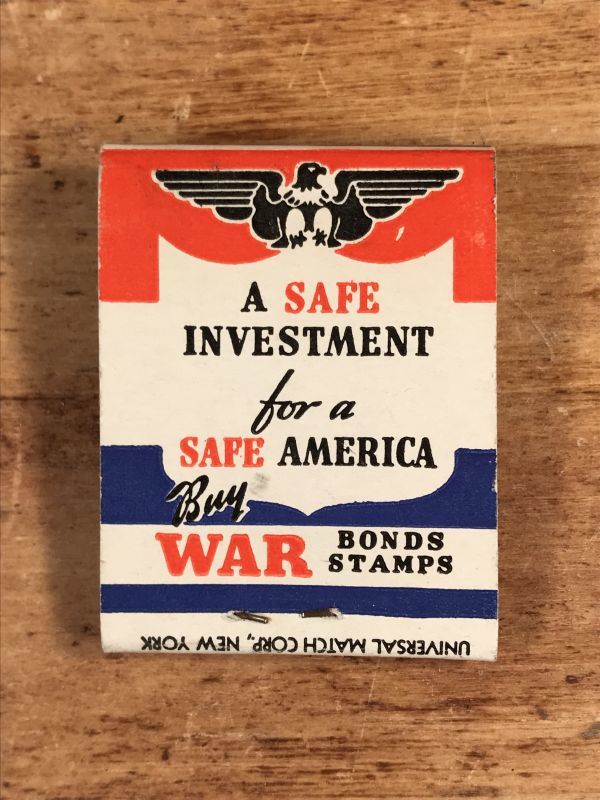 A SAFE
INVESTMENT
for a
SAFE AMERICA
Buy
WAR BONDS
STAMPS
UNIVERSAL MATCH CORP., NEW YORK